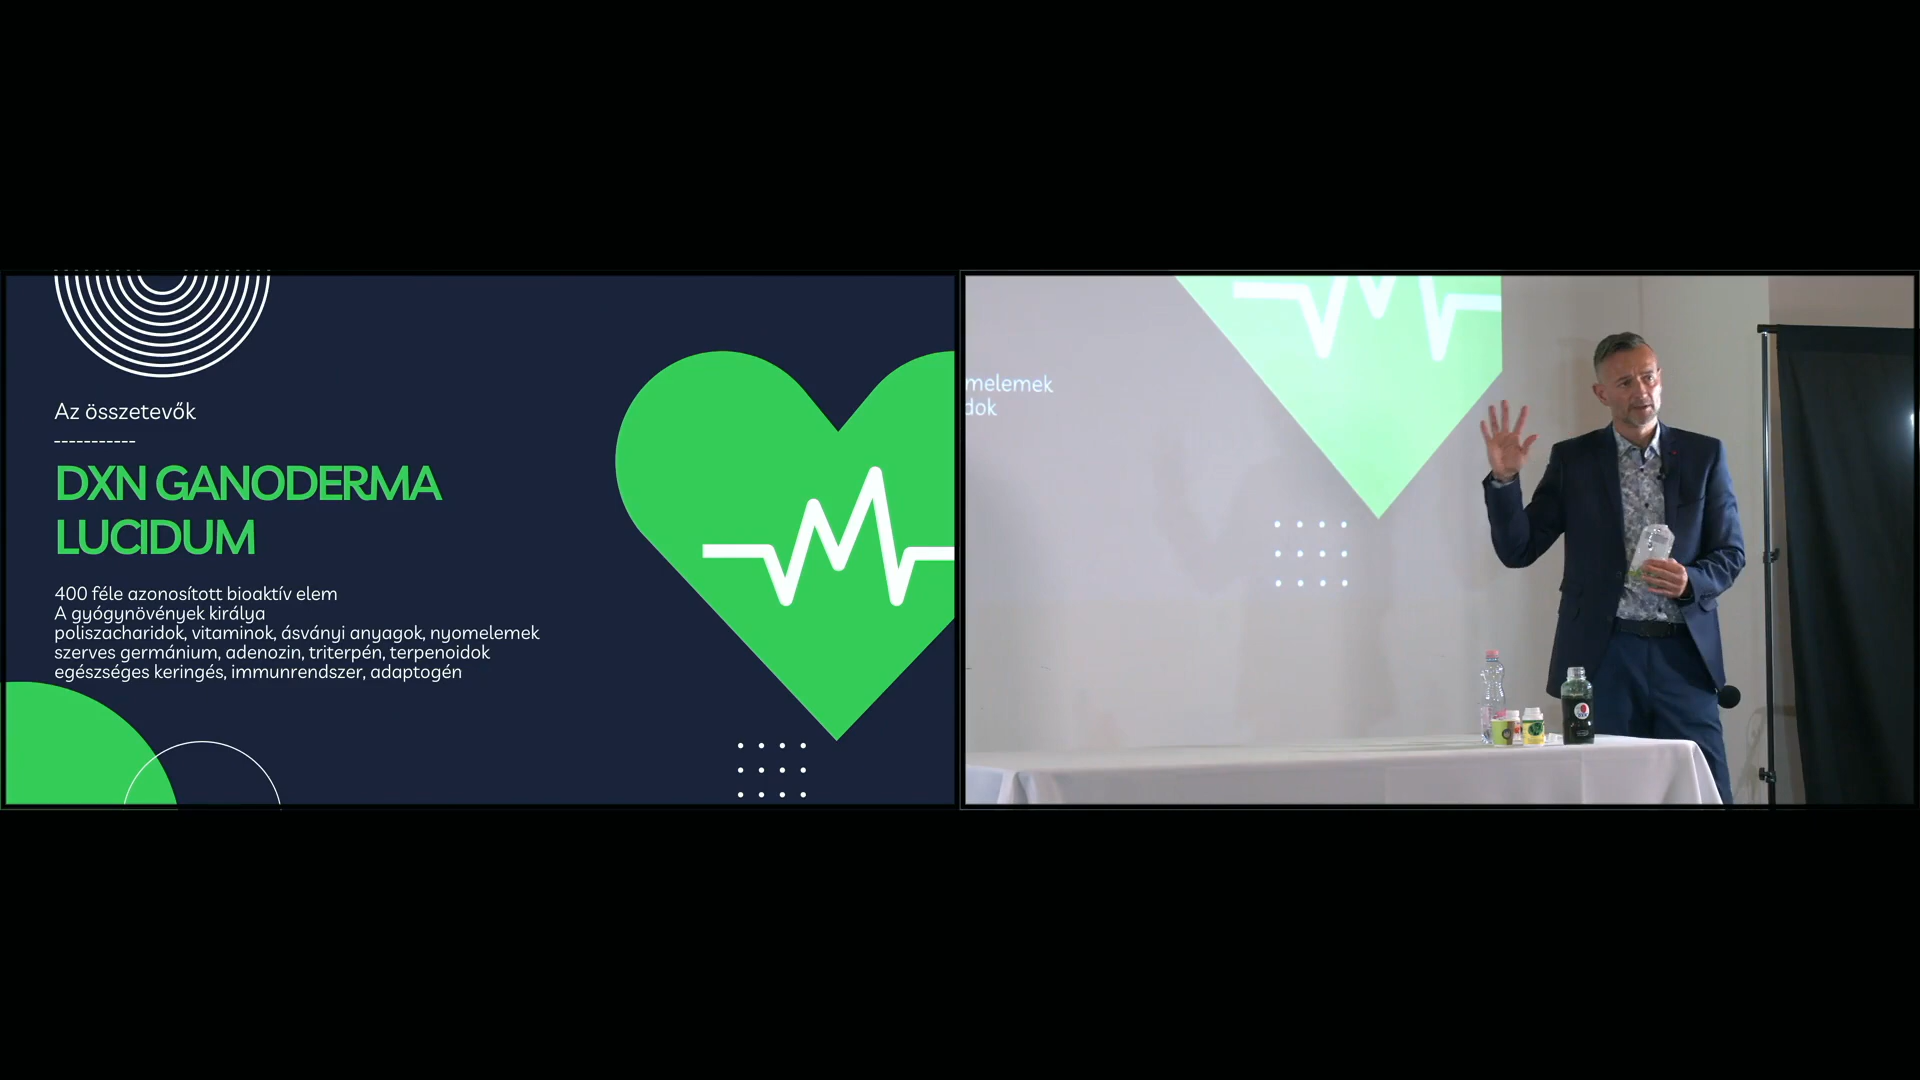 Az összetevők
-----------
DXN GANODERMA
LUCIDUM
400 féle azonosított bioaktív elem
A gyógynövények királya
poliszacharidok, vitaminok, ásványi anyagok, nyomelemek
szerves germánium, adenozin, triterpén, terpenoidok
egészséges keringés, immunrendszer, adaptogén
melemek
dok